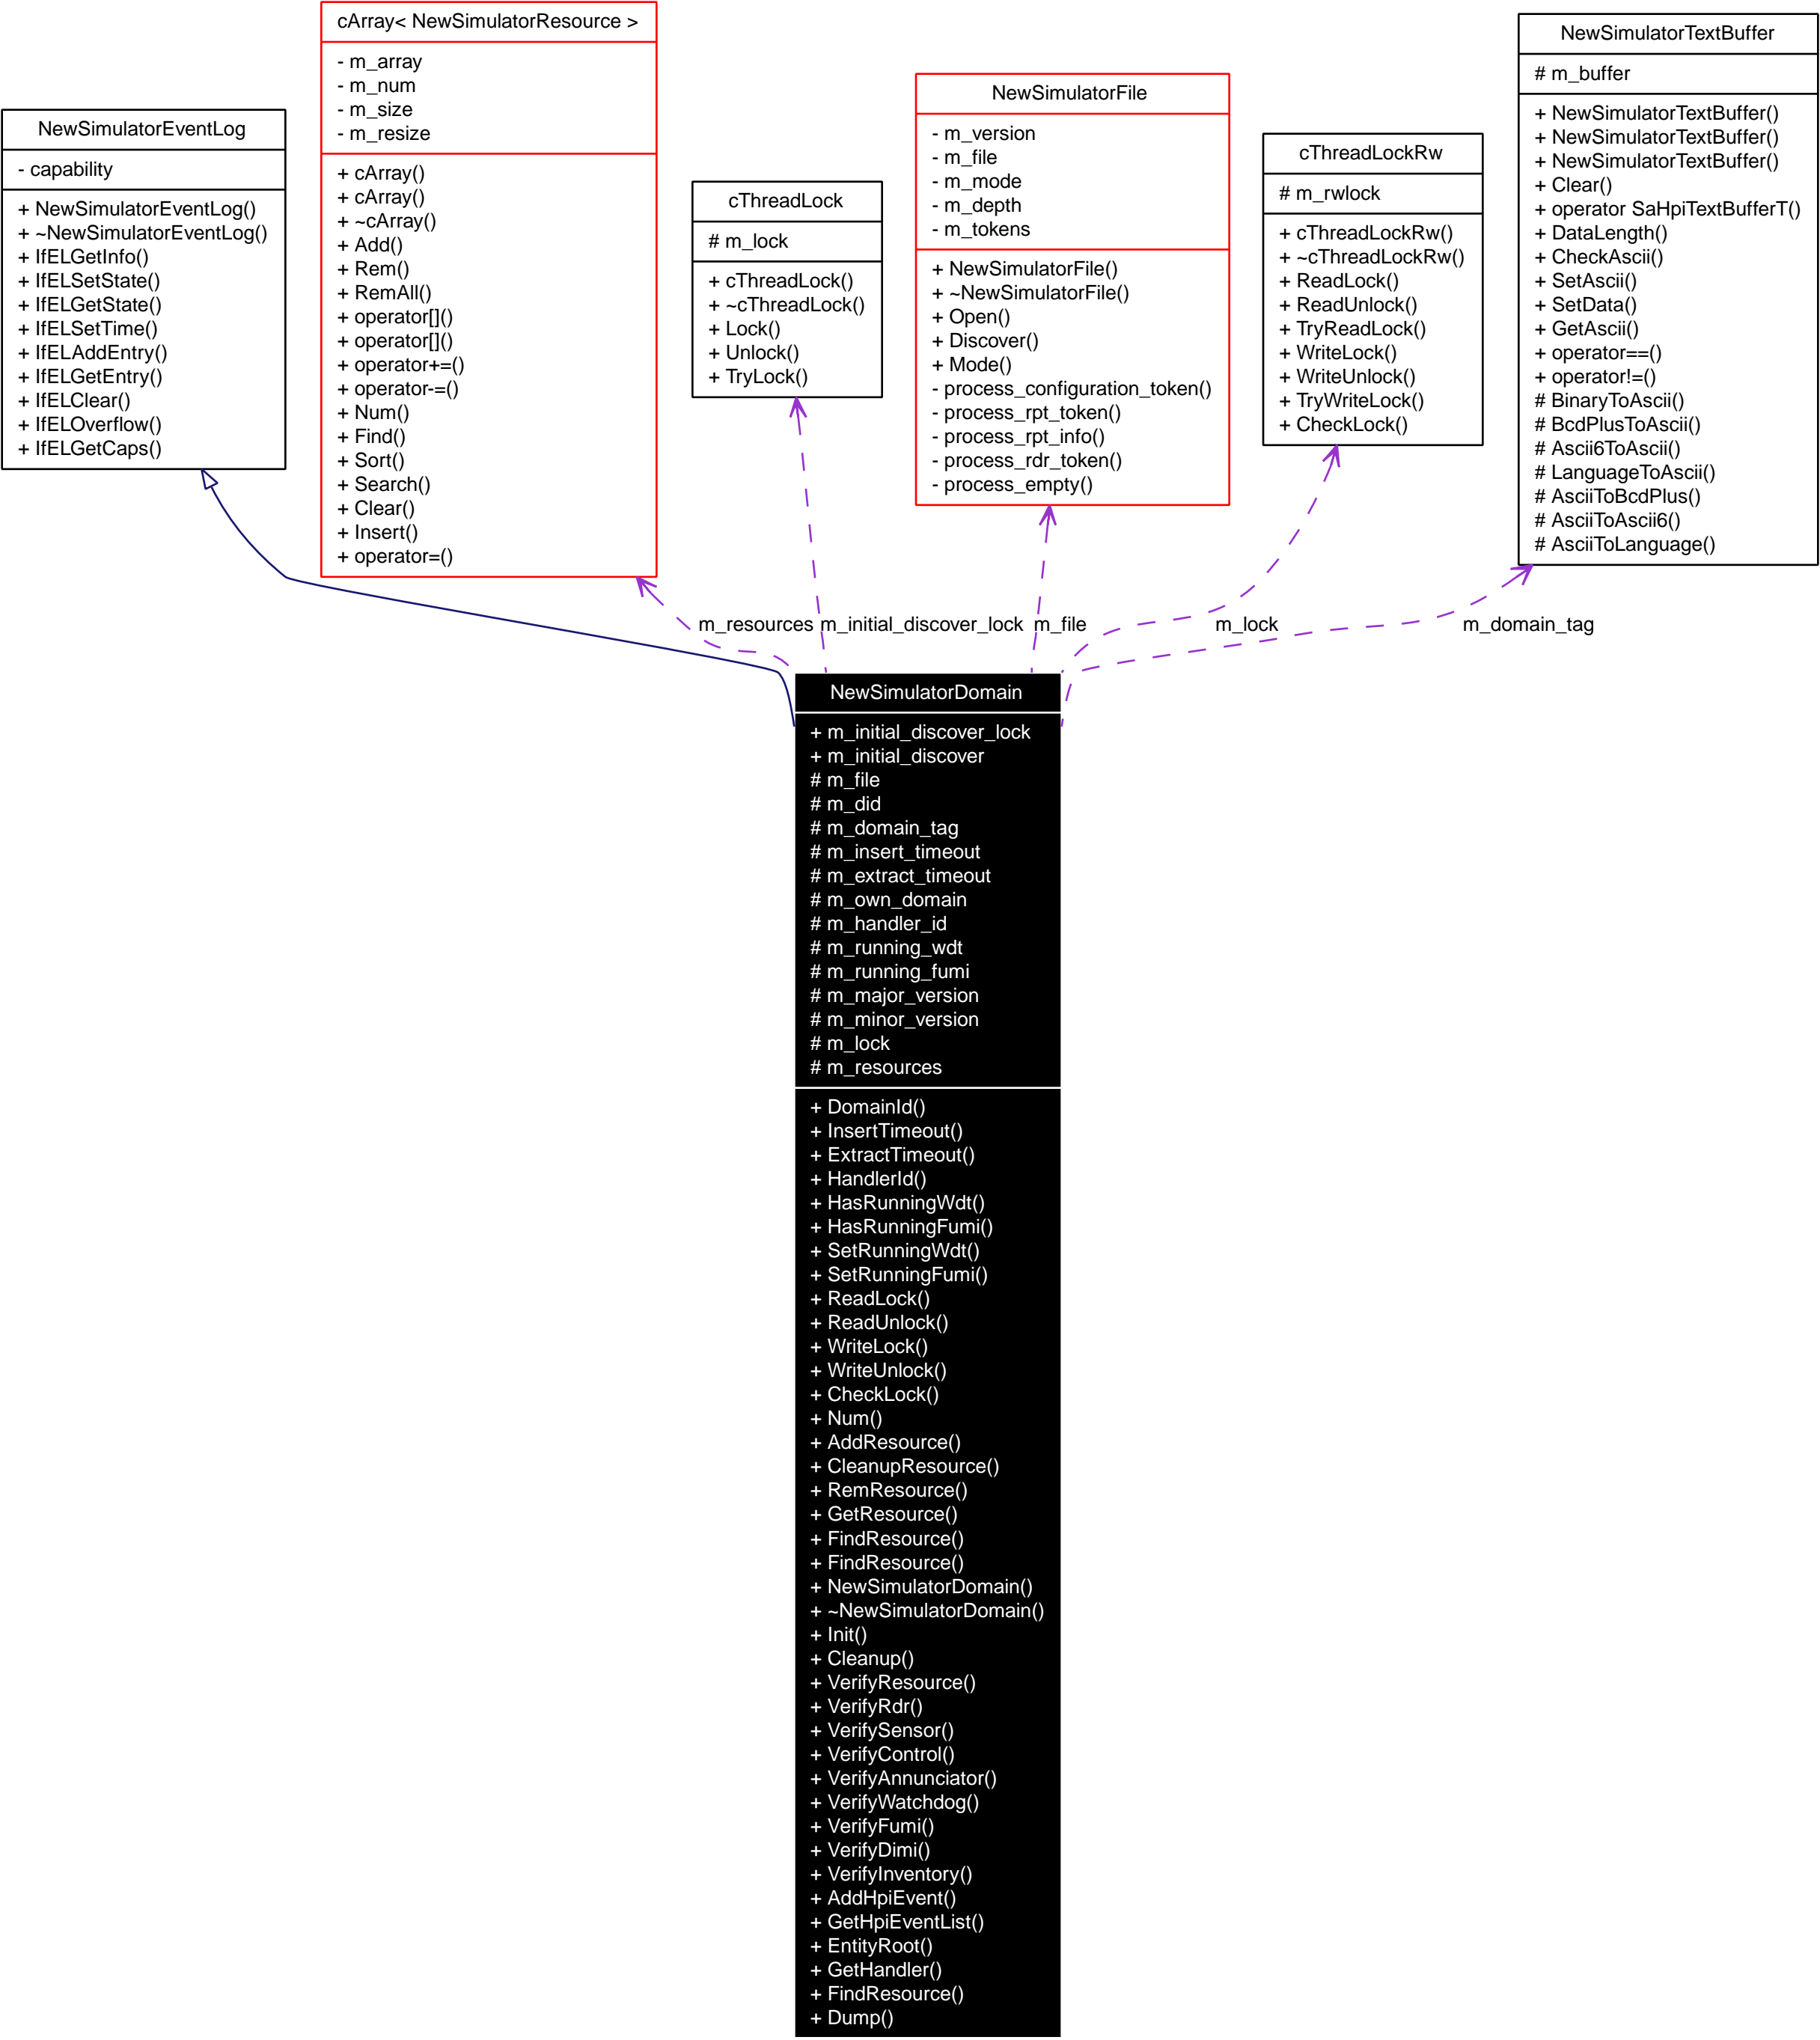 NewSimulatorEventLog
- capability
+ NewSimulatorEventLog()
+ ~NewSimulatorEventLog()
+ IfELGetInfo()
+ IfELSetState()
+ IfELGetState()
+ IfELSetTime()
+ IfELAddEntry()
+ IfELGetEntry()
+ IfELClear()
+ IfELOverflow()
+ IfELGetCaps()
cArray< NewSimulatorResource >
- m_array
- m_num
- m_size
- m_resize
+ cArray()
+ cArray()
+ ~cArray()
+ Add()
+ Rem()
+ RemAll()
+ operator[]()
+ operator[]()
+ operator+=()
+ operator-=()
+ Num()
+ Find()
+ Sort()
+ Search()
+ Clear()
+ Insert()
+ operator=()
cThreadLock
# m_lock
+ cThreadLock()
+ ~cThreadLock()
+ Lock()
+ Unlock()
+ TryLock()
NewSimulatorFile
- m_version
- m_file
- m_mode
- m_depth
- m_tokens
+ NewSimulatorFile()
+ ~NewSimulatorFile()
+ Open()
+ Discover()
+ Mode()
- process_configuration_token()
- process_rpt_token()
- process_rpt_info()
- process_rdr_token()
- process_empty()
cThreadLockRw
# m_rwlock
+ cThreadLockRw()
+ ~cThreadLockRw()
+ ReadLock()
+ ReadUnlock()
+ TryReadLock()
+ WriteLock()
+ WriteUnlock()
+ TryWriteLock()
+ CheckLock()
NewSimulatorTextBuffer
# m_buffer
+ NewSimulatorTextBuffer()
+ NewSimulatorTextBuffer()
+ NewSimulatorTextBuffer()
+ Clear()
+ operator SaHpiTextBufferT()
+ DataLength()
+ CheckAscii()
+ SetAscii()
+ SetData()
+ GetAscii()
+ operator==()
+ operator!=()
# BinaryToAscii()
# BcdPlusToAscii()
# Ascii6ToAscii()
# LanguageToAscii()
# AsciiToBcdPlus()
# AsciiToAscii6()
# AsciiToLanguage()
m_resources
m_initial_discover_lock
m_file
m_lock
m_domain_tag
NewSimulatorDomain
+ m_initial_discover_lock
+ m_initial_discover
# m_file
# m_did
# m_domain_tag
# m_insert_timeout
# m_extract_timeout
# m_own_domain
# m_handler_id
# m_running_wdt
# m_running_fumi
# m_major_version
# m_minor_version
# m_lock
# m_resources
+ DomainId()
+ InsertTimeout()
+ ExtractTimeout()
+ HandlerId()
+ HasRunningWdt()
+ HasRunningFumi()
+ SetRunningWdt()
+ SetRunningFumi()
+ ReadLock()
+ ReadUnlock()
+ WriteLock()
+ WriteUnlock()
+ CheckLock()
+ Num()
+ AddResource()
+ CleanupResource()
+ RemResource()
+ GetResource()
+ FindResource()
+ FindResource()
+ NewSimulatorDomain()
+ ~NewSimulatorDomain()
+ Init()
+ Cleanup()
+ VerifyResource()
+ VerifyRdr()
+ VerifySensor()
+ VerifyControl()
+ VerifyAnnunciator()
+ VerifyWatchdog()
+ VerifyFumi()
+ VerifyDimi()
+ VerifyInventory()
+ AddHpiEvent()
+ GetHpiEventList()
+ EntityRoot()
+ GetHandler()
+ FindResource()
+ Dump()